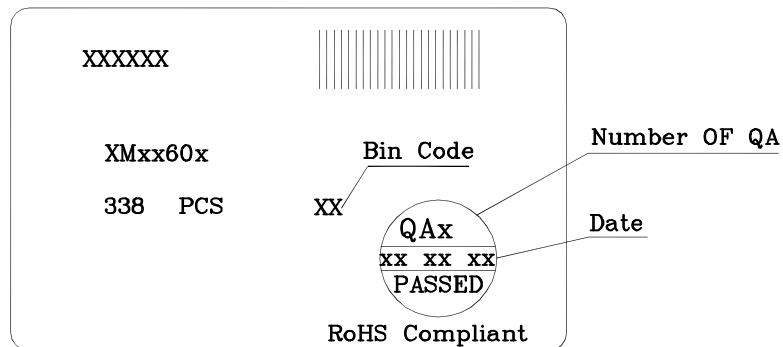 XXXXXX
XMxx60x
Bin Code
Number OF QA
338 PCS
XX
QAx
Date
xx xx xx
PASSED
RoHS Compliant